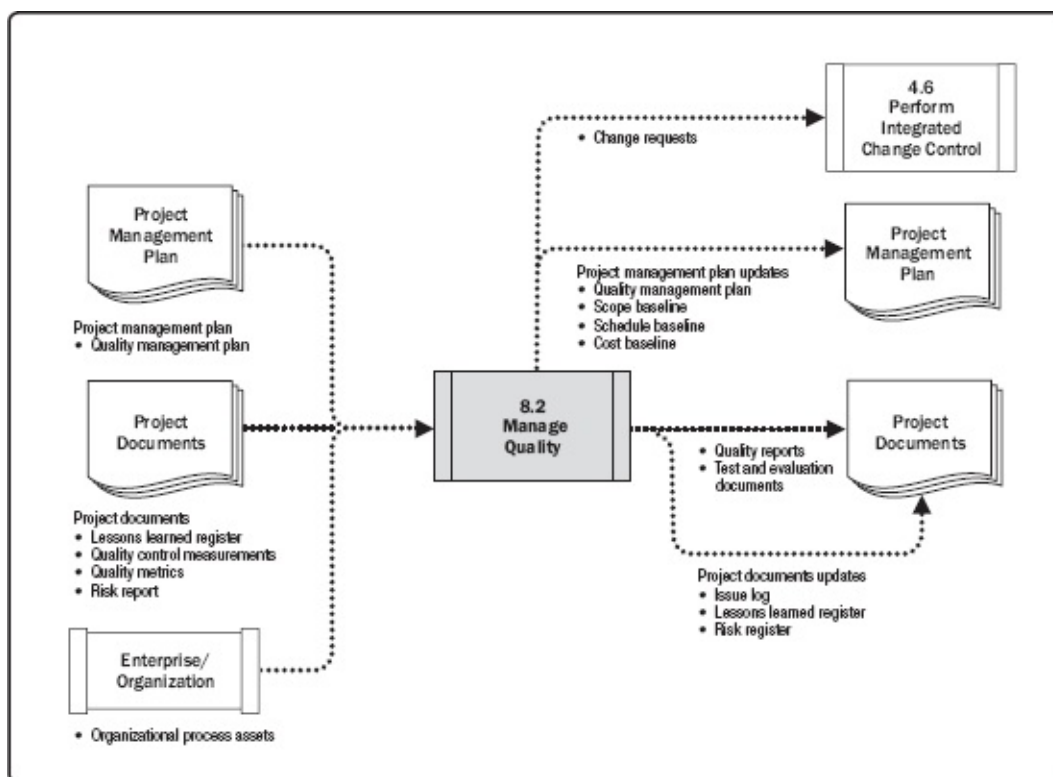 4.6
Perform
Integrated
Change Control
• Change requests
Project
Management
Plan
Project
Management
Plan
Project management plan updates
• Quality management plan
• Scope baseline
• Schedule baseline
• Cost baseline
Project management plan
• Quality management plan
8.2
Manage
Quality
Project
Documents
Project
Documents
• Quality reports
• Test and evaluation
documents
Project documents
• Lessons learned register
• Quality control measurements
• Quality metrics
• Risk report
Project documents updates
• Issue log
• Lessons learned register
• Risk register
Enterprise/
Organization
• Organizational process assets